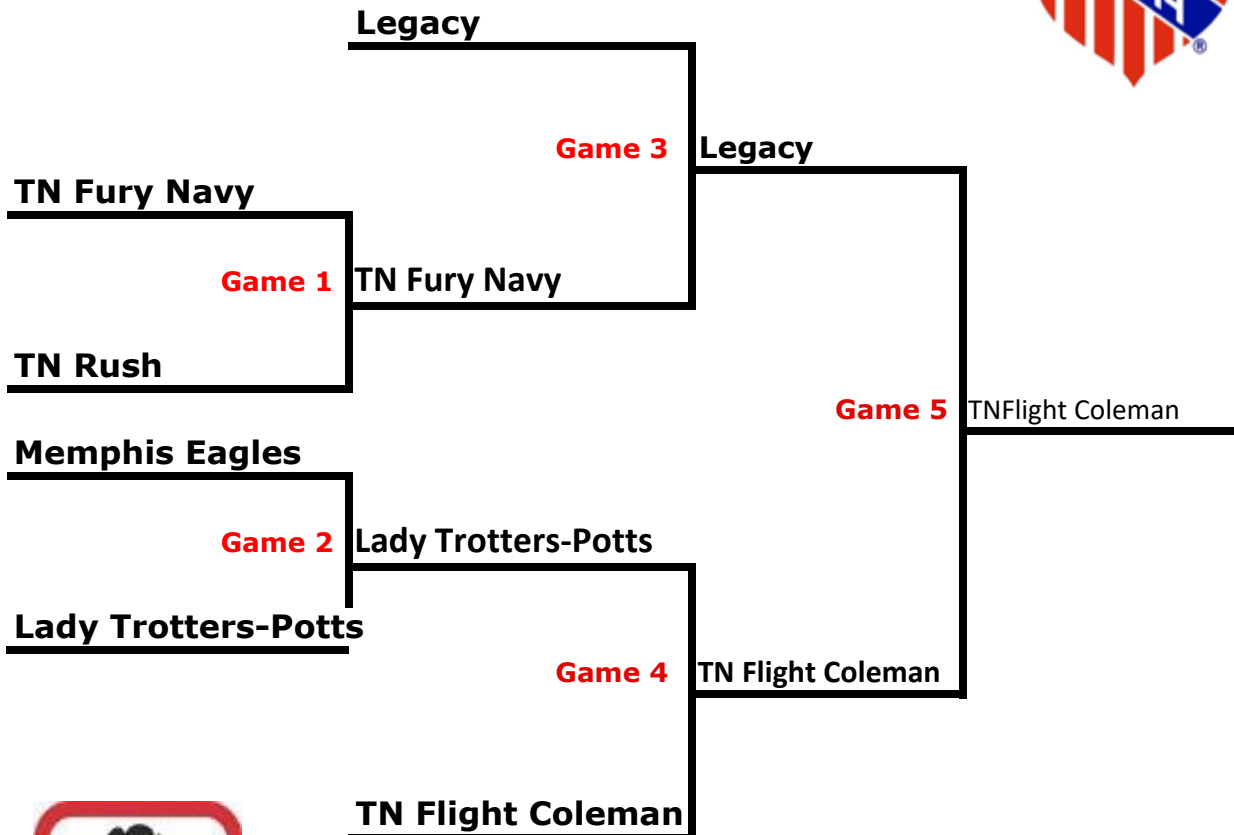 Legacy
Game 3
Legacy
TN Fury Navy
Game 1
TN Fury Navy
TN Rush
Game 5
TNFlight Coleman
Memphis Eagles
Game 2
Lady Trotters-Potts
Lady Trotters-Potts
Game 4
TN Flight Coleman
TN Flight Coleman